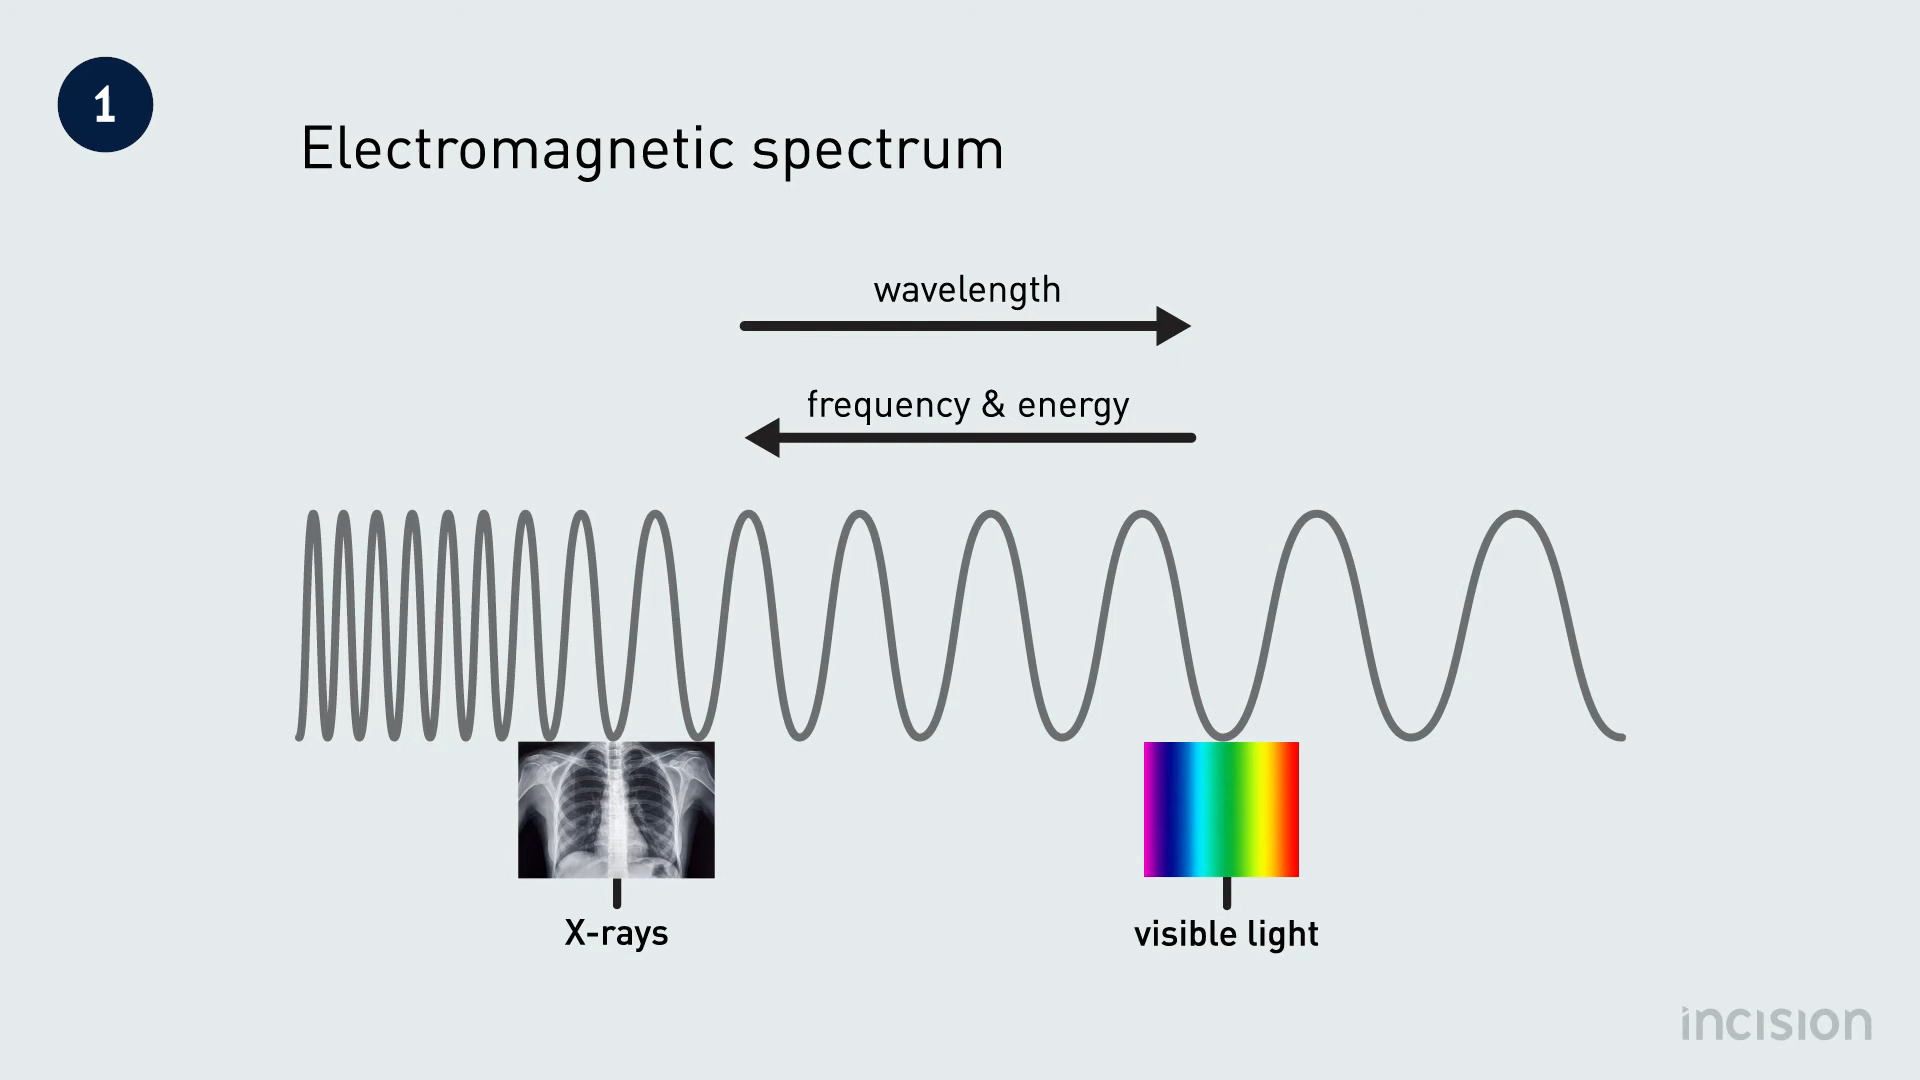 1
Electromagnetic spectrum
wavelength
frequency & energy
X-rays
visible light
incision